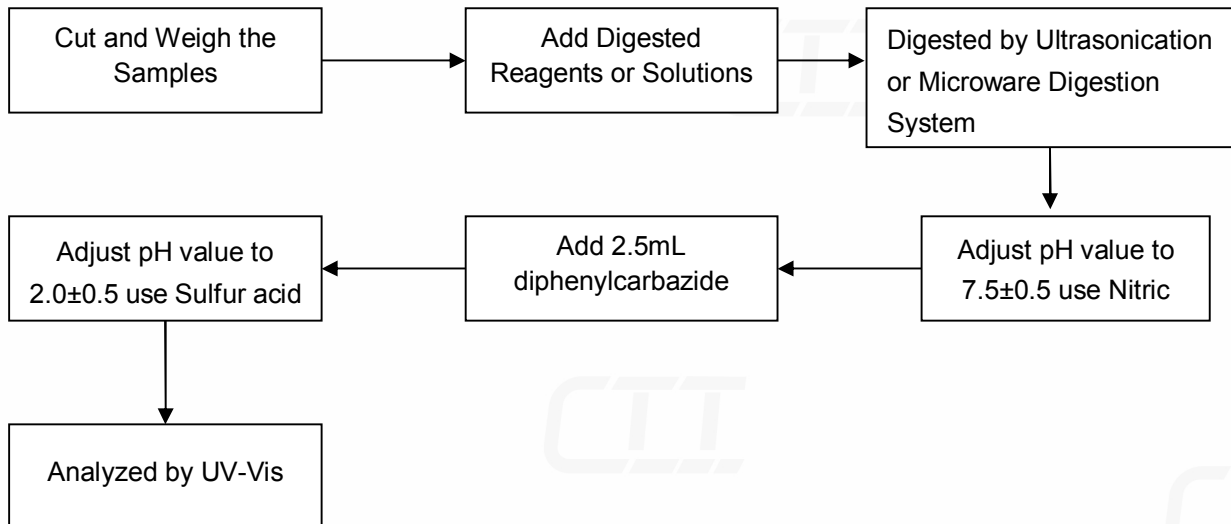 Cut and Weigh the
Samples
Add Digested
Reagents or Solutions
Digested by Ultrasonication
or Microware Digestion
System
Adjust pH value to
7.5±0.5 use Nitric
Add 2.5mL
diphenylcarbazide
Adjust pH value to
2.0±0.5 use Sulfur acid
Analyzed by UV-Vis
CTI